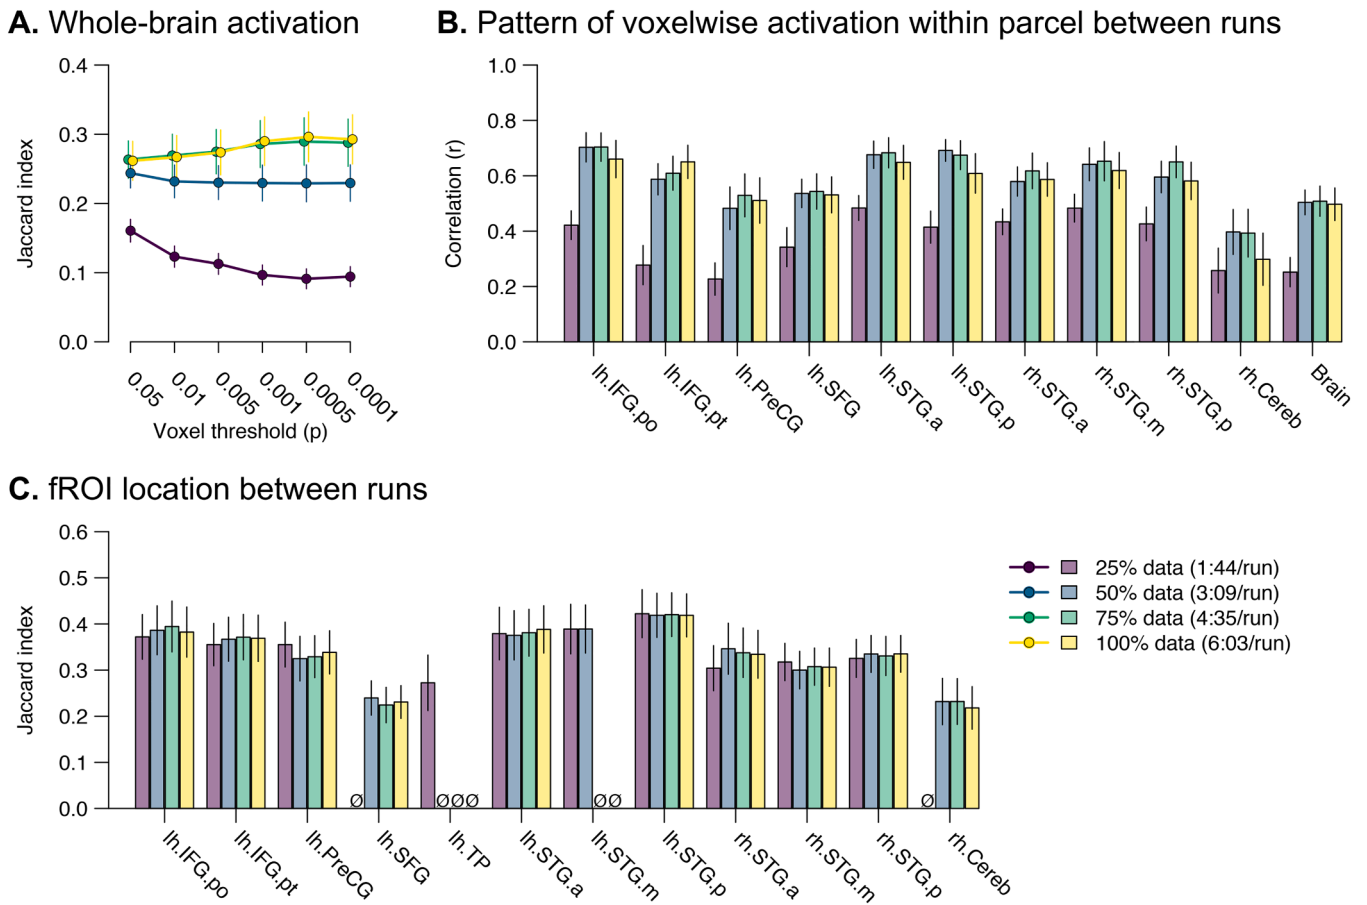 A. Whole-brain activation
B. Pattern of voxelwise activation within parcel between runs
0.4
0.3
0.2
0.1
0.0
Jaccard index
0.05
0.01
0.005
0.001
0.0005
0.0001
Voxel threshold (p)
1.0
0.8
0.6
0.4
0.2
0.0
Correlation (r)
lh.IFG.po
lh.IFG.pt
lh.PreCG
lh.SFG
lh.STG.a
lh.STG.p
rh.STG.a
rh.STG.m
rh.STG.p
rh.Cereb
Brain
C. fROI location between runs
0.6
0.5
0.4
0.3
0.2
0.1
0.0
Jaccard index
Ø
ØØØ
ØØ
Ø
lh.IFG.po
lh.IFG.pt
lh.PreCG
lh.SFG
lh.TP
lh.STG.a
lh.STG.m
lh.STG.p
rh.STG.a
rh.STG.m
rh.STG.p
rh.Cereb
25% data (1:44/run)
50% data (3:09/run)
75% data (4:35/run)
100% data (6:03/run)